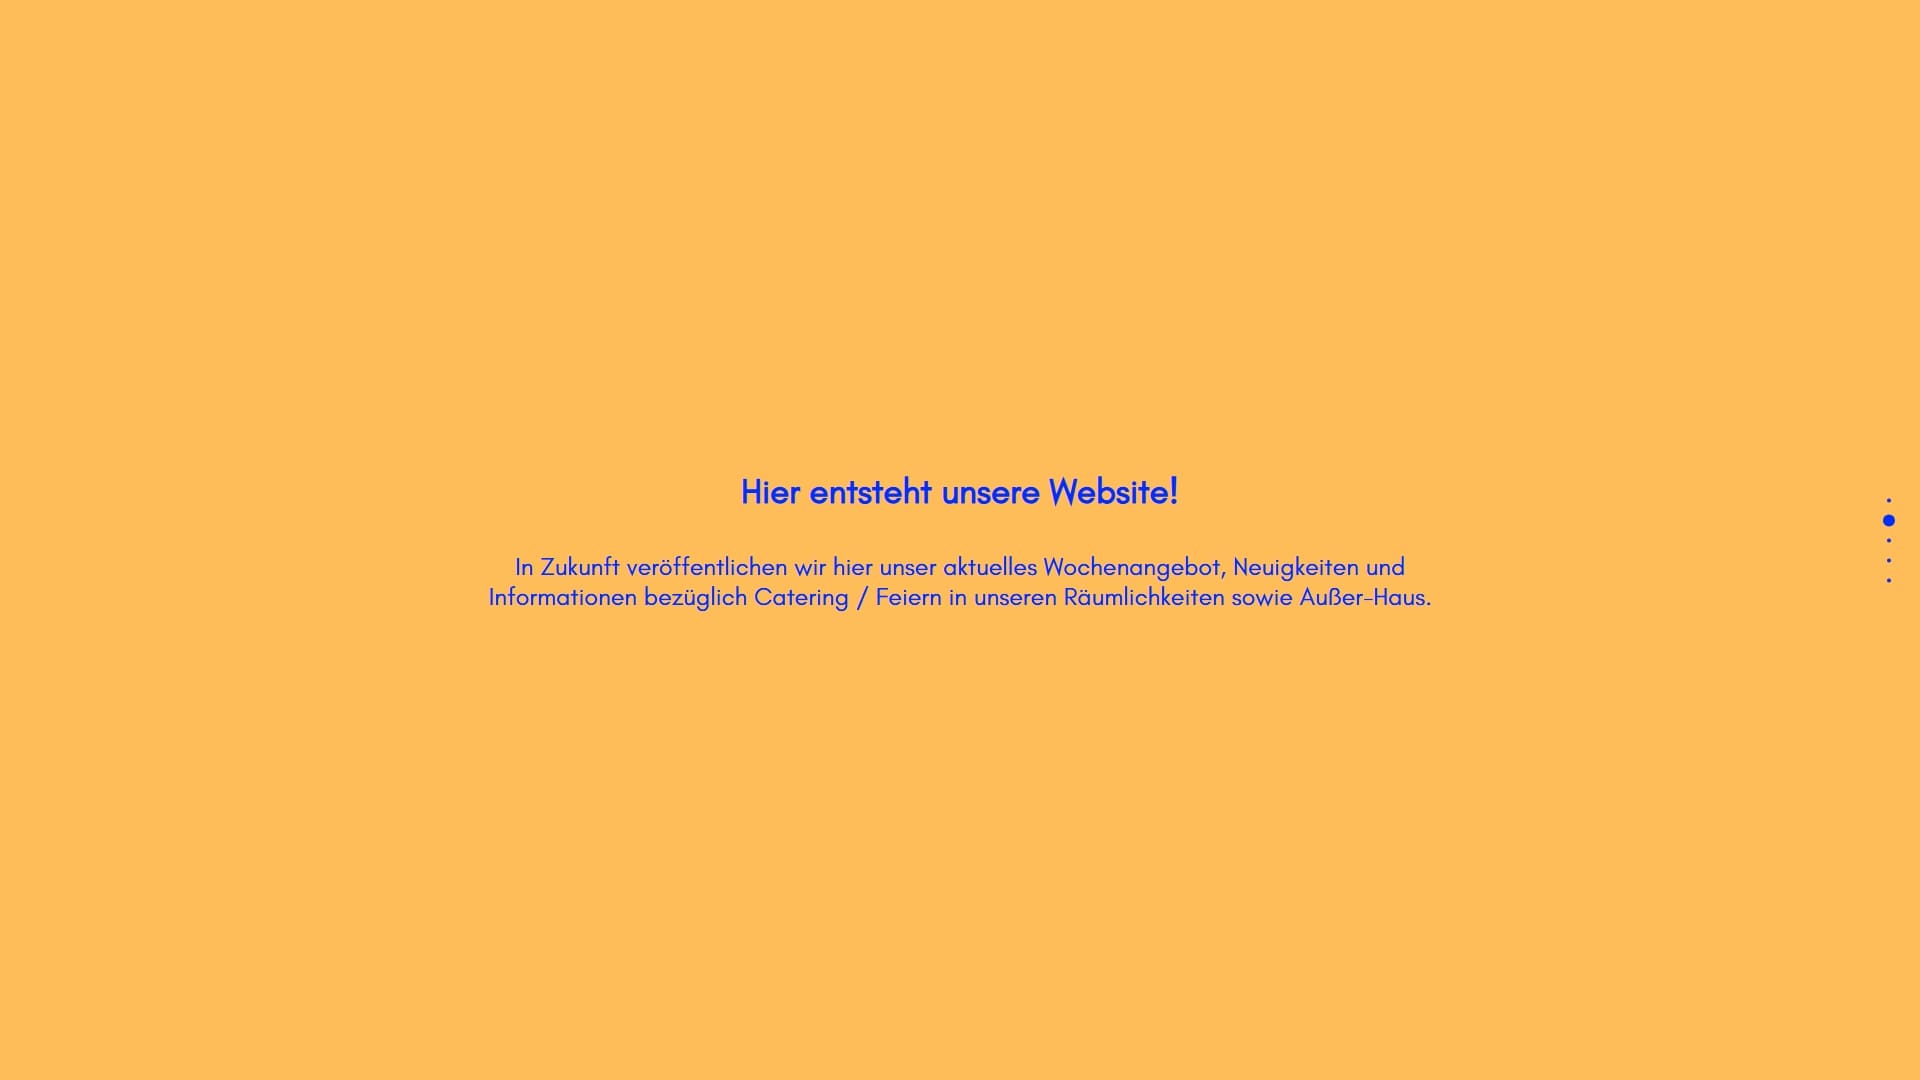 Hier entsteht unsere Website!
In Zukunft veröffentlichen wir hier unser aktuelles Wochenangebot, Neuigkeiten und
Informationen bezüglich Catering / Feiern in unseren Räumlichkeiten sowie Außer-Haus.